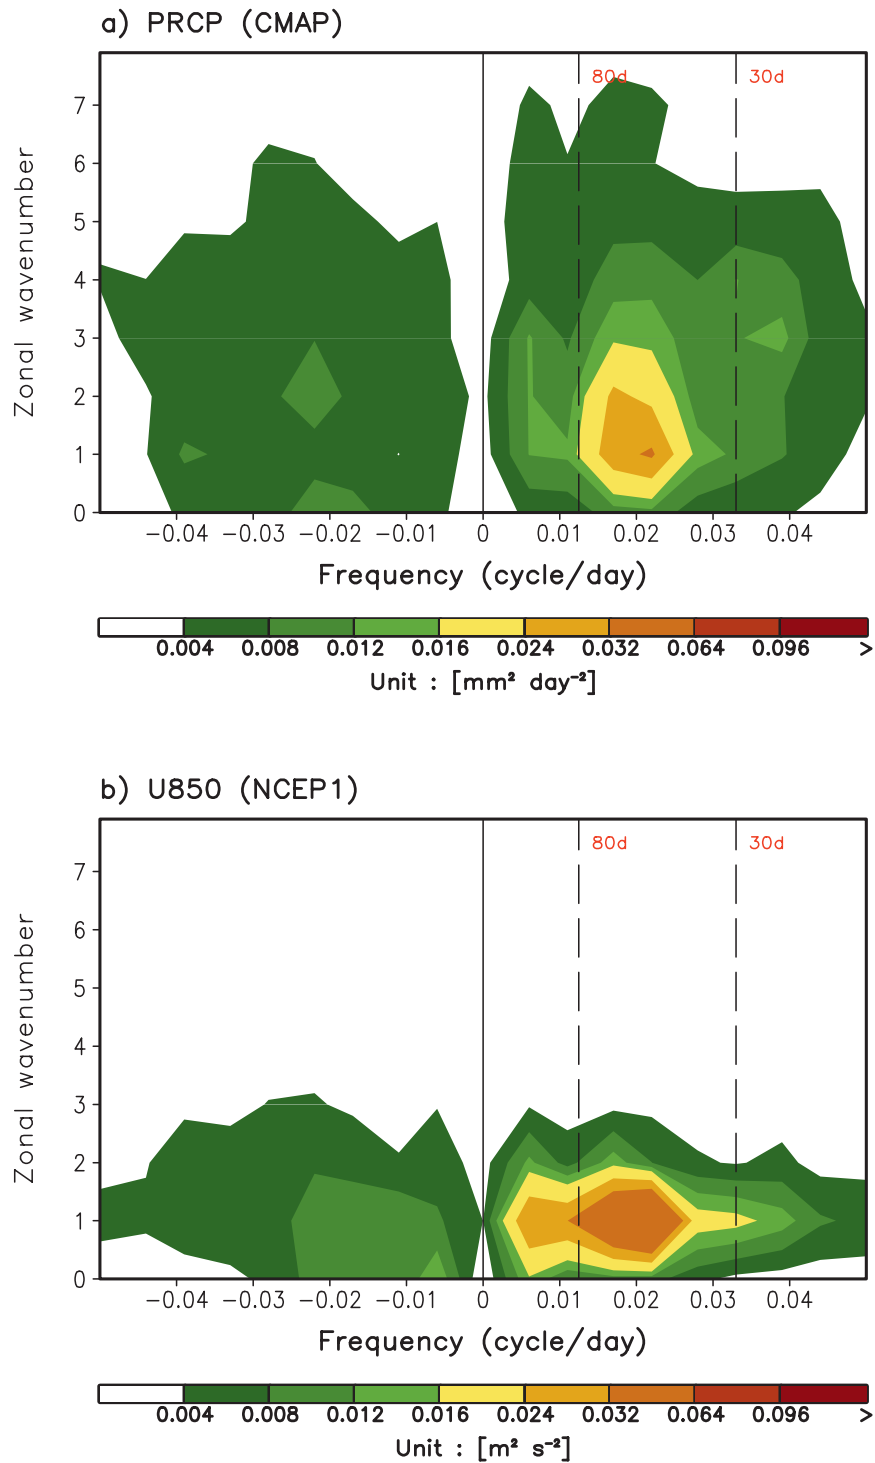 a) PRCP (CMAP)
80d 30d
Zonal wavenumber
7
6
5
4
3
2
1
0
−0.04 −0.03 −0.02 −0.01 0 0.01 0.02 0.03 0.04
Frequency (cycle/day)
0.004 0.008 0.012 0.016 0.024 0.032 0.064 0.096 >
Unit : [mm² day⁻²]
b) U850 (NCEP1)
80d 30d
Zonal wavenumber
7
6
5
4
3
2
1
0
−0.04 −0.03 −0.02 −0.01 0 0.01 0.02 0.03 0.04
Frequency (cycle/day)
0.004 0.008 0.012 0.016 0.024 0.032 0.064 0.096 >
Unit : [m² s⁻²]